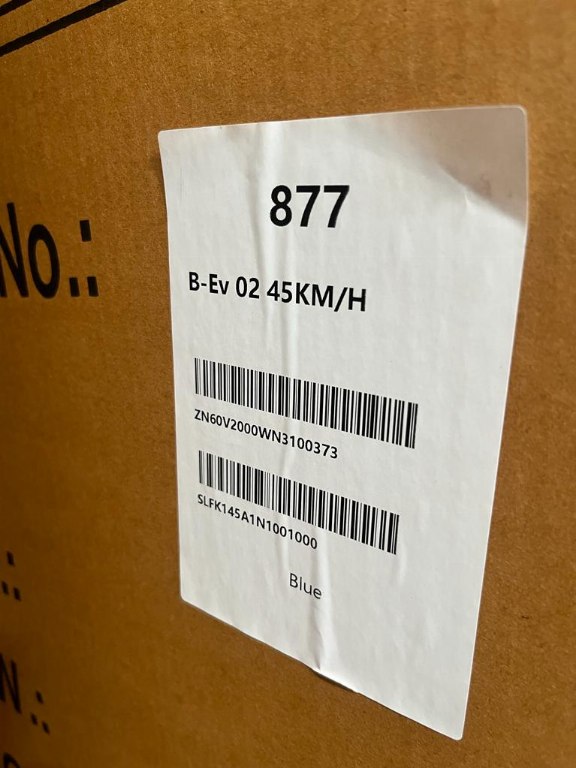 877
No.:
B-Ev 02 45KM/H
ZN60V2000WN3100373
SLFK145A1N1001000
Blue
N.: